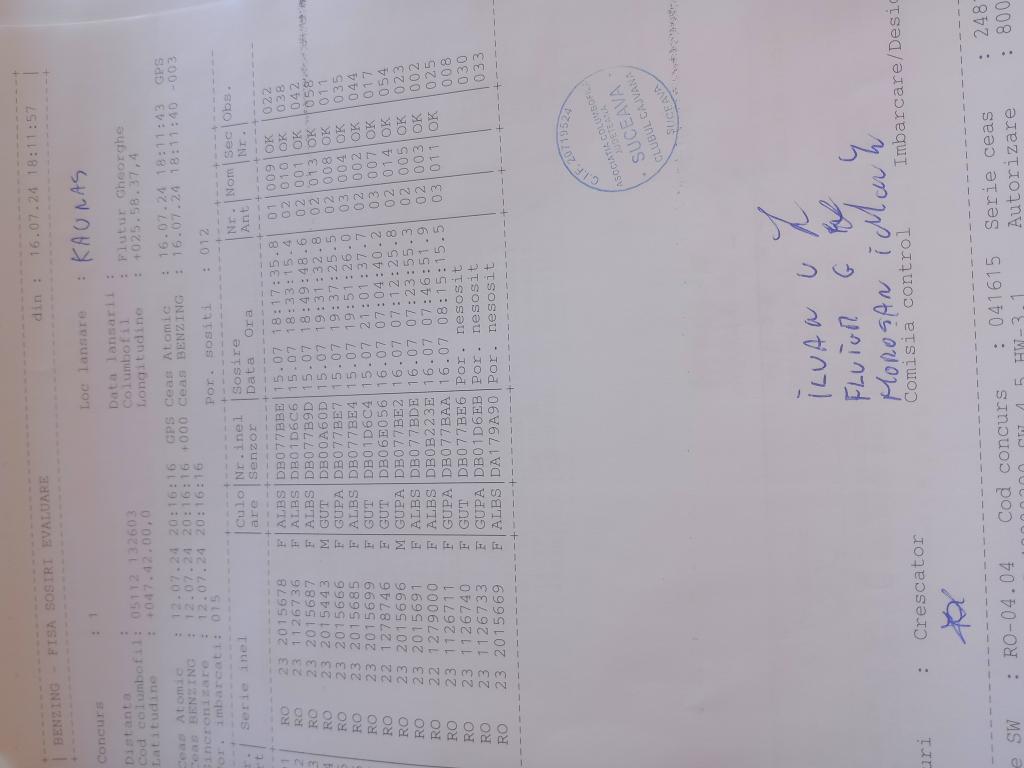 BENZING - FISA SOSIRI EVALUARE din : 16.07.24 18:11:57
Concurs : 1 Loc lansare : KAUNAS
Distanta : Data lansarii :
Cod columbofil: 05112 132603 Columbofil : Flutur Gheorghe
Latitudine : +047.42.00,0 Longitudine : +025.58.37,4
Ceas Atomic : 12.07.24 20:16:16 GPS Ceas Atomic : 16.07.24 18:11:43 GPS
Ceas BENZING : 12.07.24 20:16:16 +000 Ceas BENZING : 16.07.24 18:11:40 -003
Sincronizare : 12.07.24 20:16:16
Por. imbarcati: 015 Por. sositi : 012
Serie inel Culo Nr.inel Sosire Nr. Nom Sec Obs.
are Sensor Data Ora Ant Nr.
1 RO 23 2015678 F ALBS DB077BBE 15.07 18:17:35.8 01 009 OK 022
2 RO 23 1126736 F ALBS DB01D6C6 15.07 18:33:15.4 02 010 OK 038
3 RO 23 2015687 F ALBS DB077B9D 15.07 18:49:48.6 02 001 OK 042
RO 23 2015443 M GUT DB00A60D 15.07 19:31:32.8 02 013 OK 058
RO 23 2015666 F GUPA DB077BE7 15.07 19:37:25.5 02 008 OK 011
RO 23 2015685 F ALBS DB077BE4 15.07 19:51:26.0 03 004 OK 035
RO 23 2015699 F GUT DB01D6C4 15.07 21:01:37.7 02 002 OK 044
RO 22 1278746 F GUT DB06E056 16.07 07:04:40.2 03 007 OK 017
RO 23 2015696 M GUPA DB077BE2 16.07 07:12:25.8 02 014 OK 054
RO 23 2015691 F ALBS DB077BDE 16.07 07:23:55.3 02 005 OK 023
RO 22 1279000 F ALBS DB0B223E 16.07 07:46:51.9 02 003 OK 002
RO 23 1126711 F GUPA DB077BAA 16.07 08:15:15.5 03 011 OK 025
RO 23 1126740 F GUT DB077BE6 Por. nesosit 008
RO 23 1126733 F GUPA DB01D6EB Por. nesosit 030
RO 23 2015669 F ALBS DA179A90 Por. nesosit 033
C.I.F. AO7719524
SUCEAVA
CLUBUL CAJVANA
SUCEAVA
MOROSAN
uri : Crescator Comisia control Imbarcare/Desc
e SW : RO-04.04 Cod concurs : 041615 Serie ceas : 248
HW-3.1 Autorizare : 800